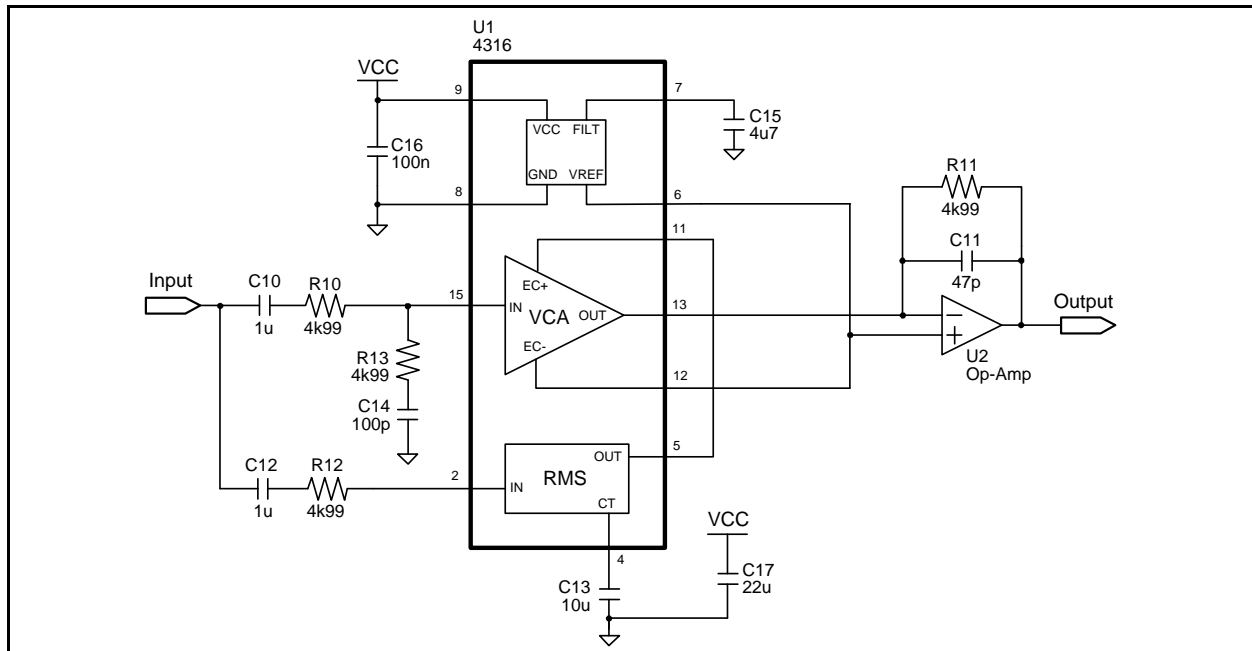 U1
4316
VCC
9
7
C15
4u7
VCC
FILT
C16
100n
GND
VREF
8
6
R11
4k99
11
C11
47p
Input
C10
1u
R10
4k99
15
EC+
IN
VCA
OUT
13
Output
EC-
R13
4k99
12
U2
Op-Amp
C14
100p
5
OUT
C12
1u
R12
4k99
2
IN
RMS
CT
VCC
4
C13
10u
C17
22u